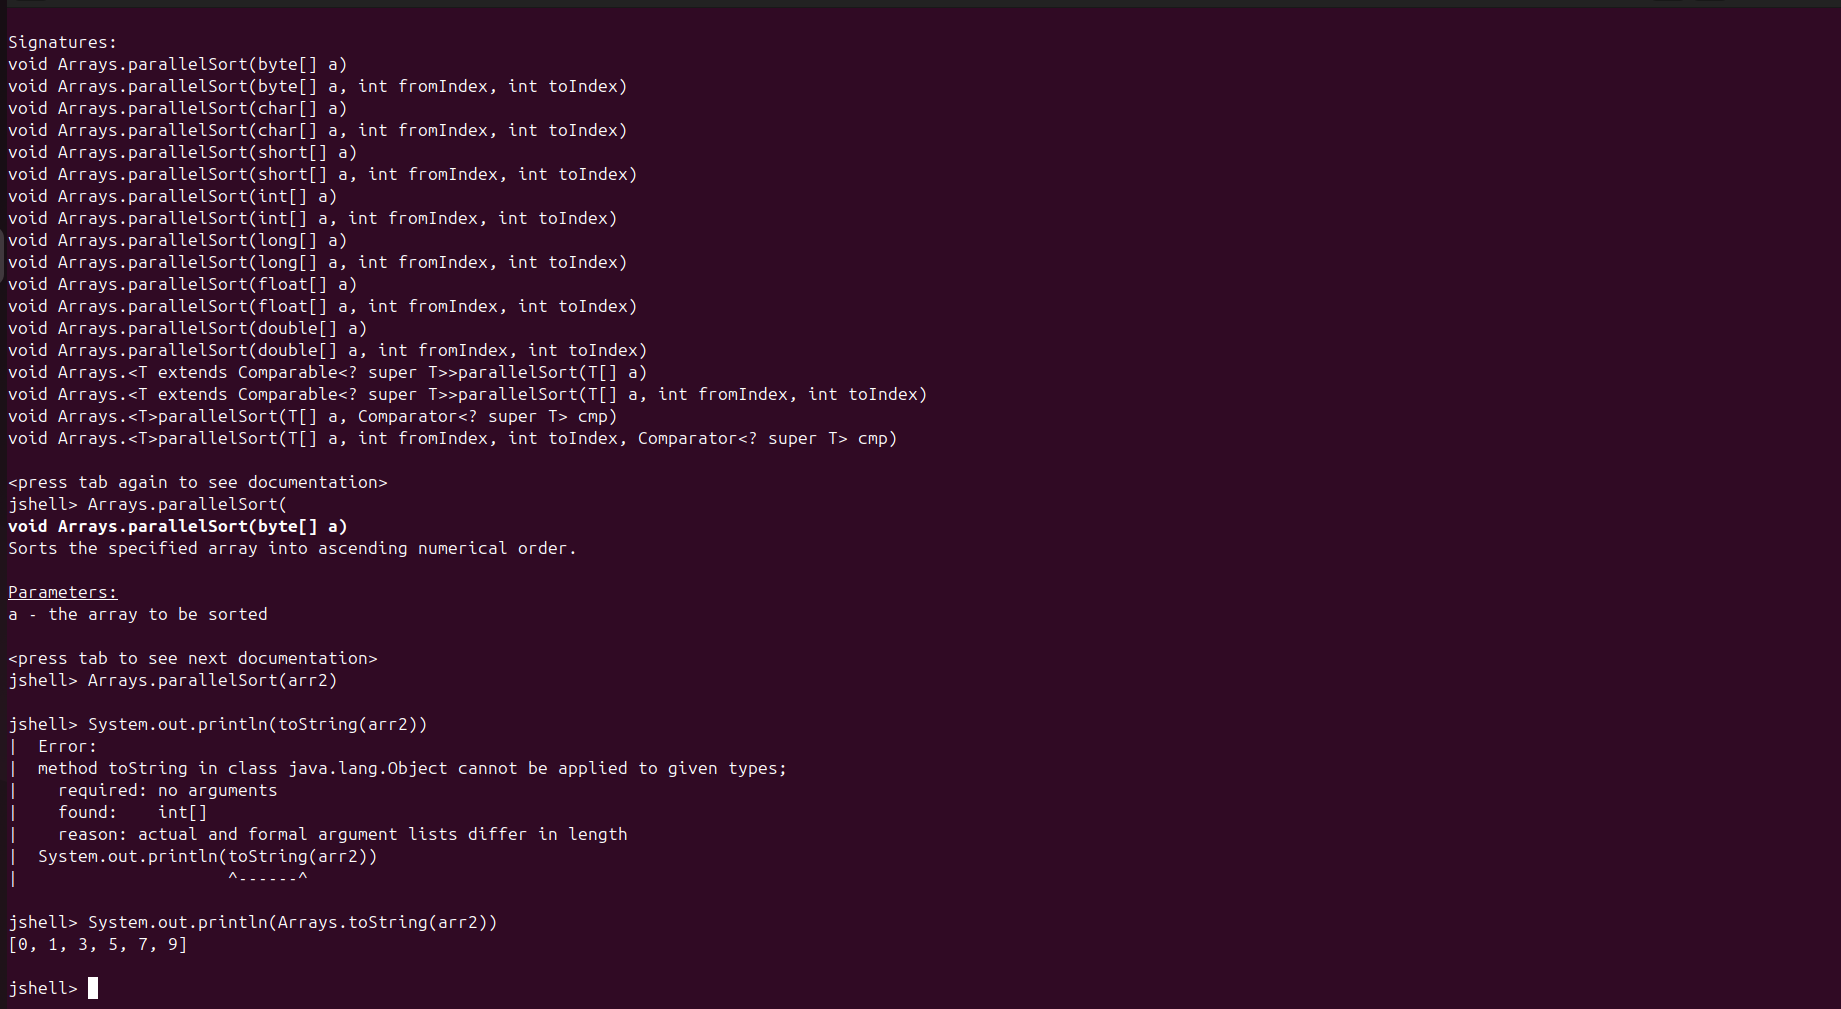 Signatures:
void Arrays.parallelSort(byte[] a)
void Arrays.parallelSort(byte[] a, int fromIndex, int toIndex)
void Arrays.parallelSort(char[] a)
void Arrays.parallelSort(char[] a, int fromIndex, int toIndex)
void Arrays.parallelSort(short[] a)
void Arrays.parallelSort(short[] a, int fromIndex, int toIndex)
void Arrays.parallelSort(int[] a)
void Arrays.parallelSort(int[] a, int fromIndex, int toIndex)
void Arrays.parallelSort(long[] a)
void Arrays.parallelSort(long[] a, int fromIndex, int toIndex)
void Arrays.parallelSort(float[] a)
void Arrays.parallelSort(float[] a, int fromIndex, int toIndex)
void Arrays.parallelSort(double[] a)
void Arrays.parallelSort(double[] a, int fromIndex, int toIndex)
void Arrays.<T extends Comparable<? super T>>parallelSort(T[] a)
void Arrays.<T extends Comparable<? super T>>parallelSort(T[] a, int fromIndex, int toIndex)
void Arrays.<T>parallelSort(T[] a, Comparator<? super T> cmp)
void Arrays.<T>parallelSort(T[] a, int fromIndex, int toIndex, Comparator<? super T> cmp)

<press tab again to see documentation>
jshell> Arrays.parallelSort(
void Arrays.parallelSort(byte[] a)
Sorts the specified array into ascending numerical order.

Parameters:
a - the array to be sorted

<press tab to see next documentation>
jshell> Arrays.parallelSort(arr2)

jshell> System.out.println(toString(arr2))
|  Error:
|  method toString in class java.lang.Object cannot be applied to given types;
|    required: no arguments
|    found:    int[]
|    reason: actual and formal argument lists differ in length
|  System.out.println(toString(arr2))
|                     ^------^

jshell> System.out.println(Arrays.toString(arr2))
[0, 1, 3, 5, 7, 9]

jshell>